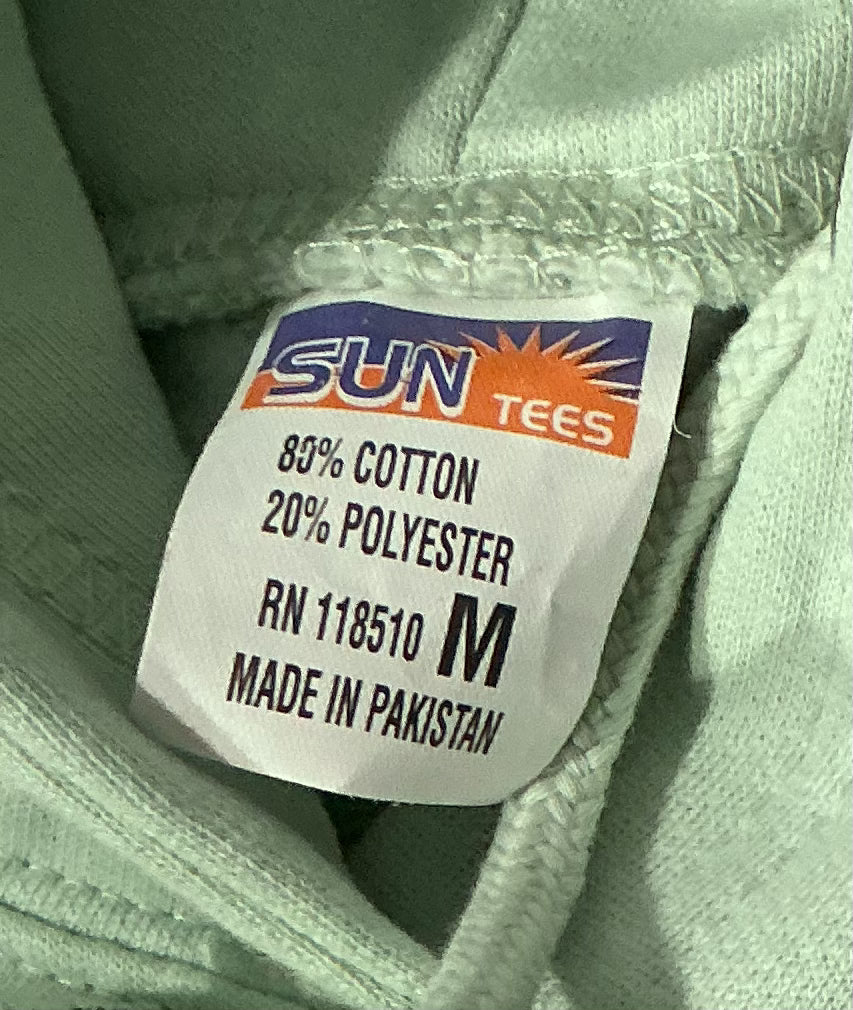 SUN TEES
80% COTTON
20% POLYESTER
RN 118510 M
MADE IN PAKISTAN